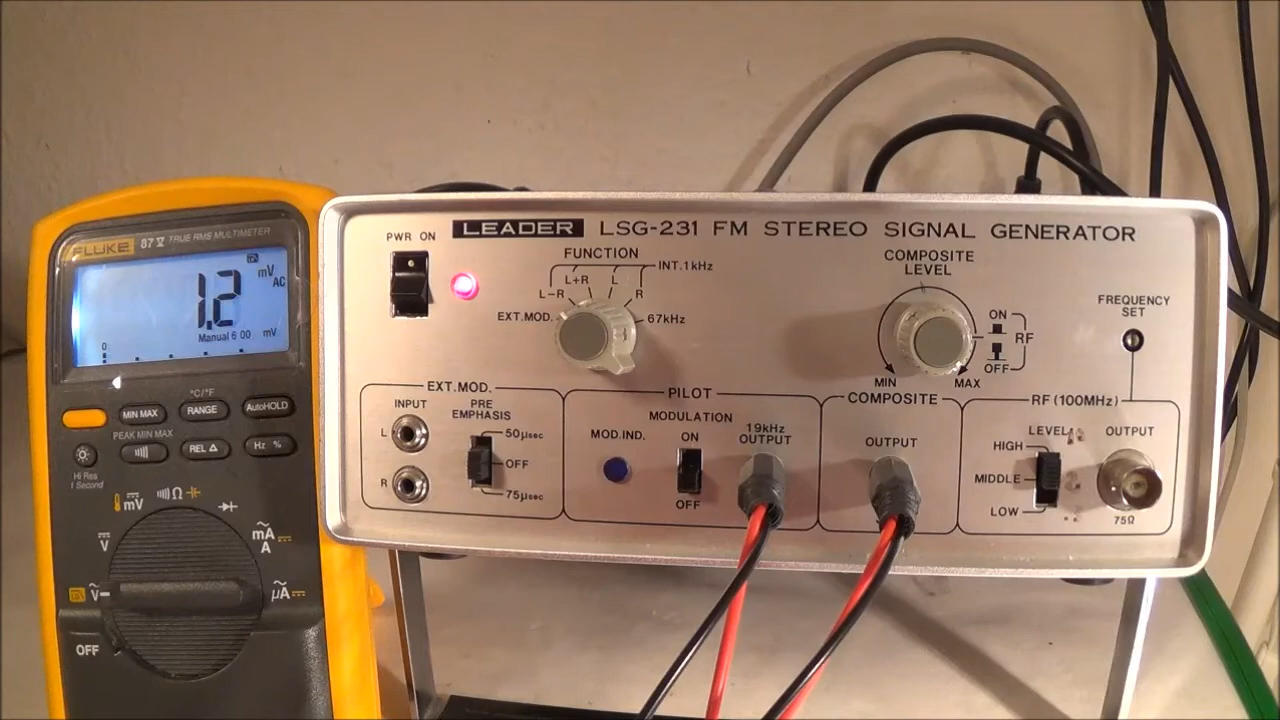 FLUKE 87 V TRUE RMS MULTIMETER
1.2 mV AC
Manual 6 00 mV
0
MIN MAX
°C/°F
RANGE
AutoHOLD
PEAK MIN MAX
REL Δ
Hz %
Hi Res
1 Second
mV
Ω
V
mA
A
V
µA
OFF
LEADER LSG-231 FM STEREO SIGNAL GENERATOR
PWR ON
FUNCTION
INT.1kHz
L+R
L
L-R
R
EXT.MOD.
67kHz
COMPOSITE
LEVEL
MIN
MAX
ON
RF
OFF
FREQUENCY
SET
EXT.MOD.
INPUT
L
R
PRE
EMPHASIS
50µsec
OFF
75µsec
PILOT
MODULATION
MOD.IND.
ON
OFF
19kHz
OUTPUT
COMPOSITE
OUTPUT
RF (100MHz)
LEVEL
HIGH
MIDDLE
LOW
OUTPUT
75Ω